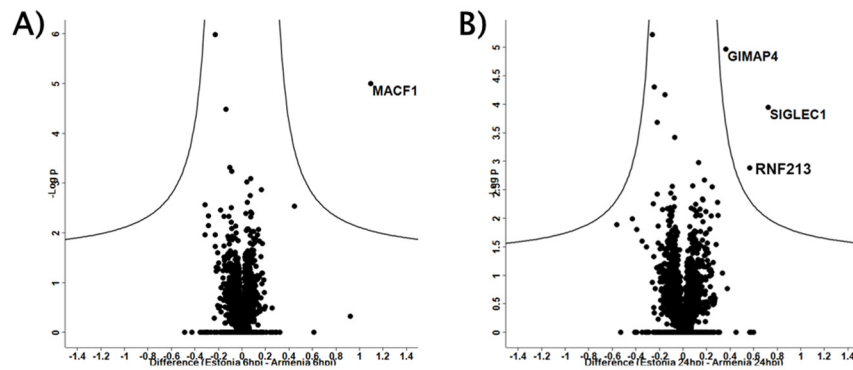 A)
6
5
4
3
2
1
0
-Log p
MACF1
-1.4 -1.2 -1 -0.8 -0.6 -0.4 -0.2 0 0.2 0.4 0.6 0.8 1 1.2 1.4
Difference (Estonia 6hpi - Armenia 6hpi)
B)
5
4.5
4
3.5
3
2.5
2
1.5
1
0.5
0
-Log p
GIMAP4
SIGLEC1
RNF213
-1.4 -1.2 -1 -0.8 -0.6 -0.4 -0.2 0 0.2 0.4 0.6 0.8 1 1.2 1.4
Difference (Estonia 24hpi - Armenia 24hpi)